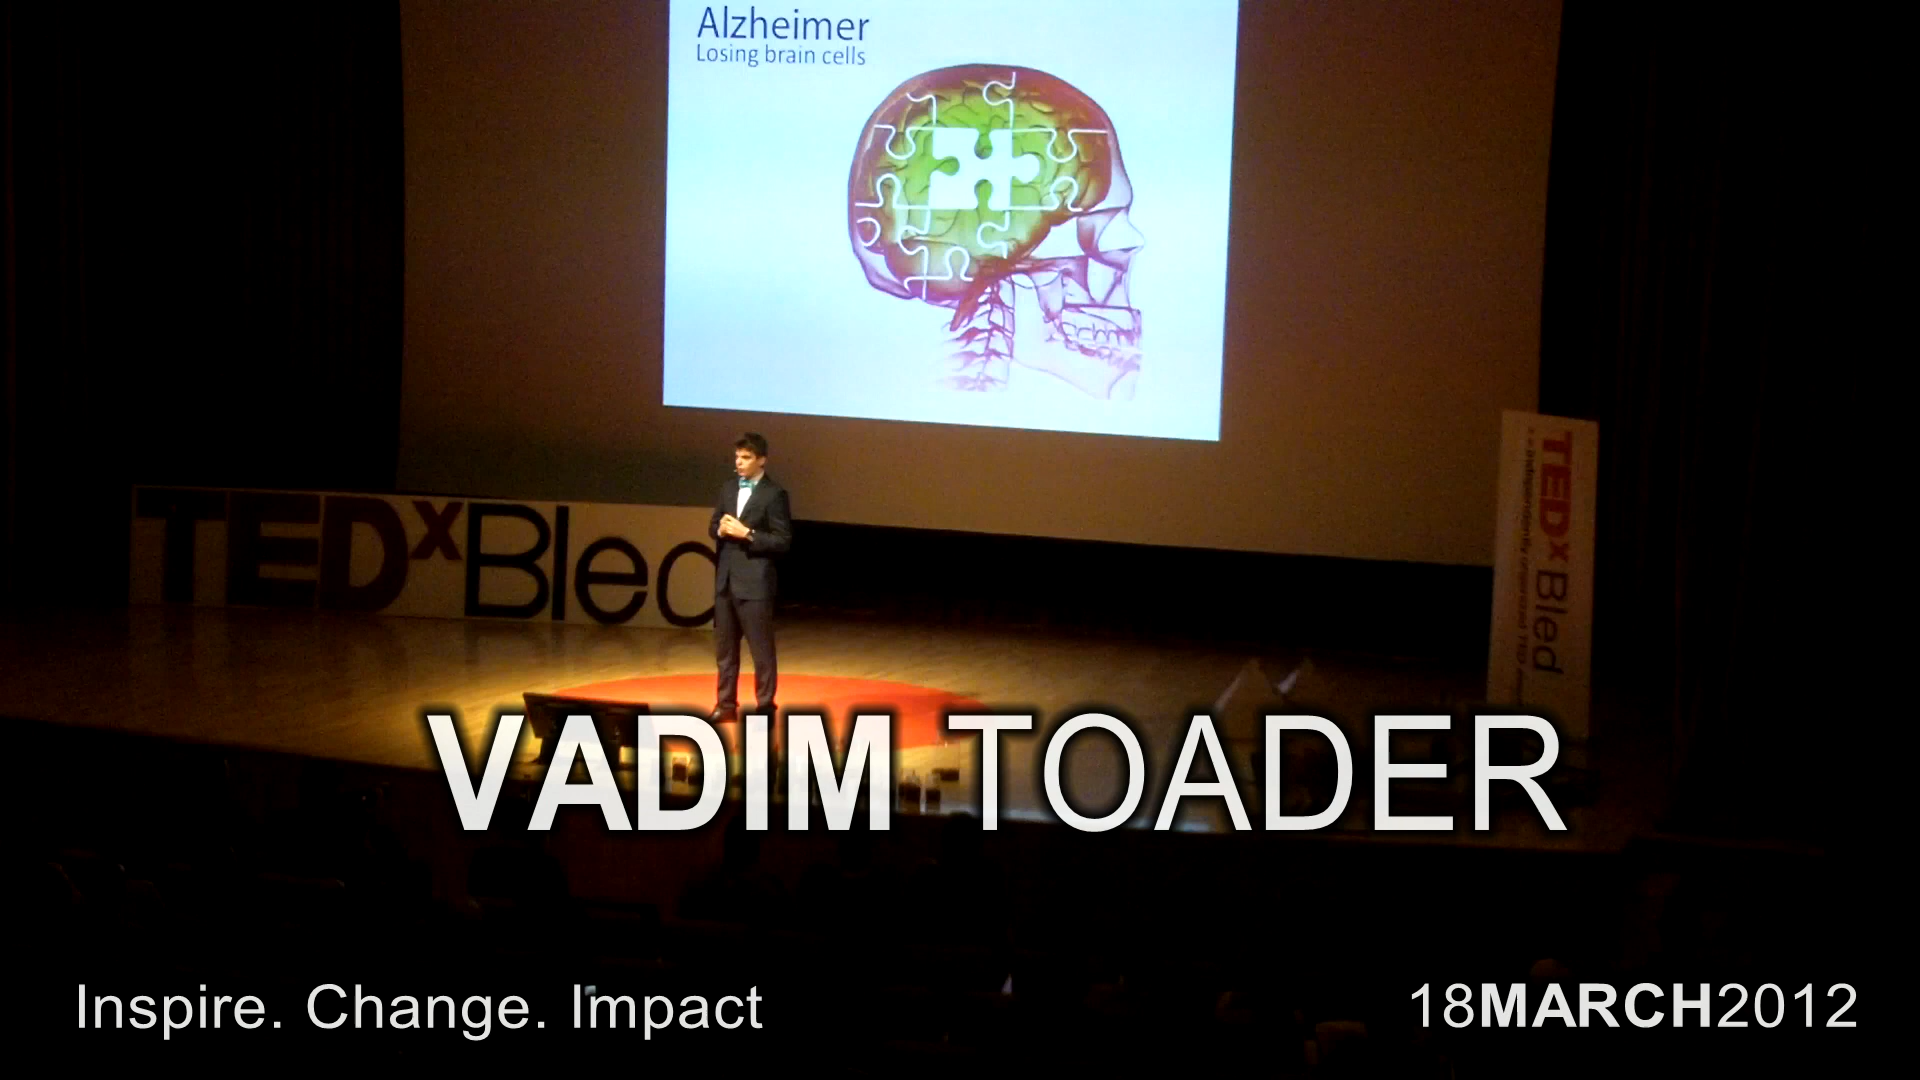 Alzheimer
Losing brain cells
TEDxBled
TEDxBled
VADIM TOADER
Inspire. Change. Impact
18MARCH2012